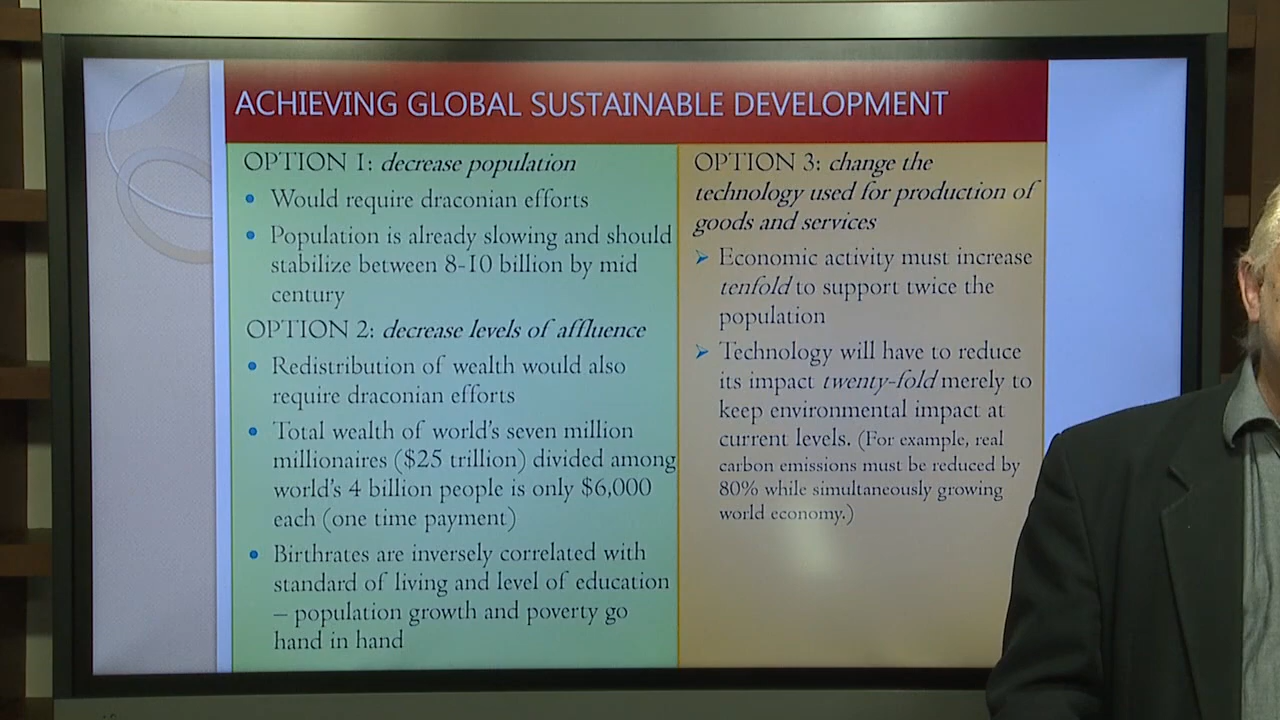 ACHIEVING GLOBAL SUSTAINABLE DEVELOPMENT
OPTION 1: decrease population
• Would require draconian efforts
• Population is already slowing and should
stabilize between 8-10 billion by mid
century
OPTION 2: decrease levels of affluence
• Redistribution of wealth would also
require draconian efforts
• Total wealth of world's seven million
millionaires ($25 trillion) divided among
world's 4 billion people is only $6,000
each (one time payment)
• Birthrates are inversely correlated with
standard of living and level of education
– population growth and poverty go
hand in hand
OPTION 3: change the
technology used for production of
goods and services
➢ Economic activity must increase
tenfold to support twice the
population
➢ Technology will have to reduce
its impact twenty-fold merely to
keep environmental impact at
current levels. (For example, real
carbon emissions must be reduced by
80% while simultaneously growing
world economy.)